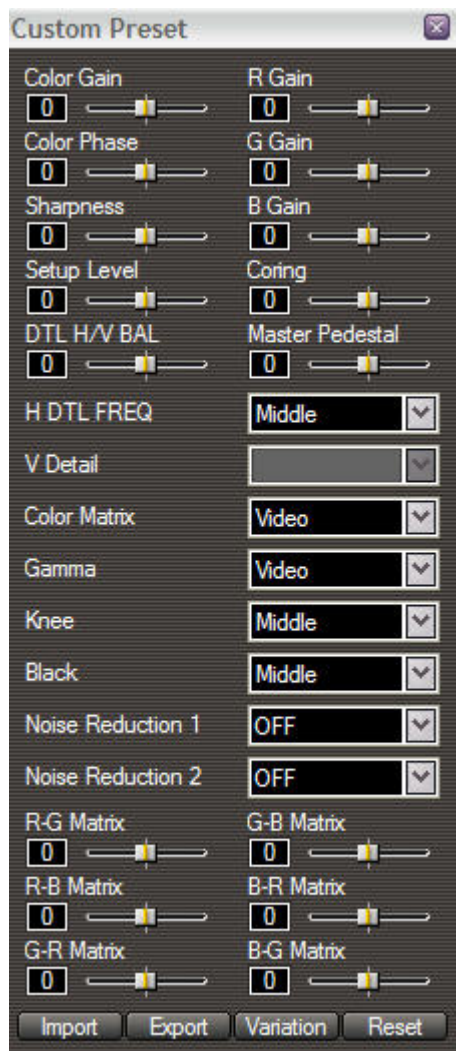 Custom Preset
Color Gain R Gain
0 0
Color Phase G Gain
0 0
Sharpness B Gain
0 0
Setup Level Coring
0 0
DTL H/V BAL Master Pedestal
0 0
H DTL FREQ Middle
V Detail
Color Matrix Video
Gamma Video
Knee Middle
Black Middle
Noise Reduction 1 OFF
Noise Reduction 2 OFF
R-G Matrix G-B Matrix
0 0
R-B Matrix B-R Matrix
0 0
G-R Matrix B-G Matrix
0 0
Import Export Variation Reset